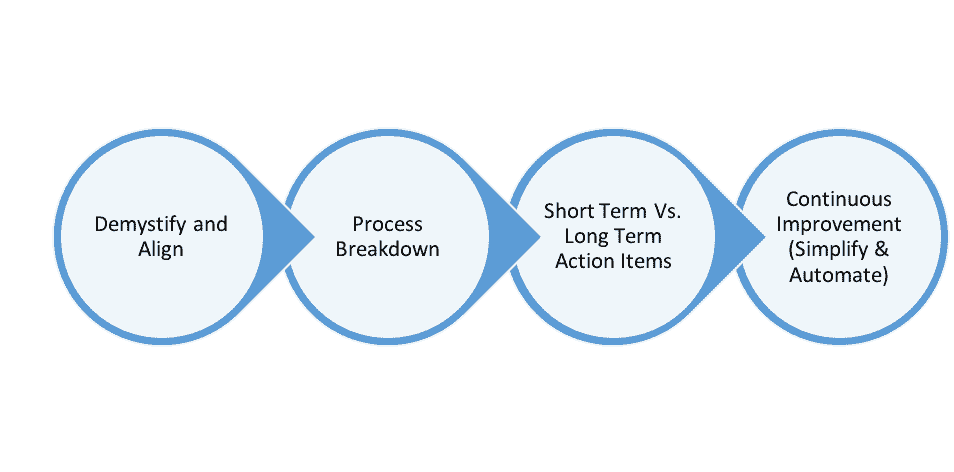 Demystify and
Align
Process
Breakdown
Short Term Vs.
Long Term
Action Items
Continuous
Improvement
(Simplify &
Automate)